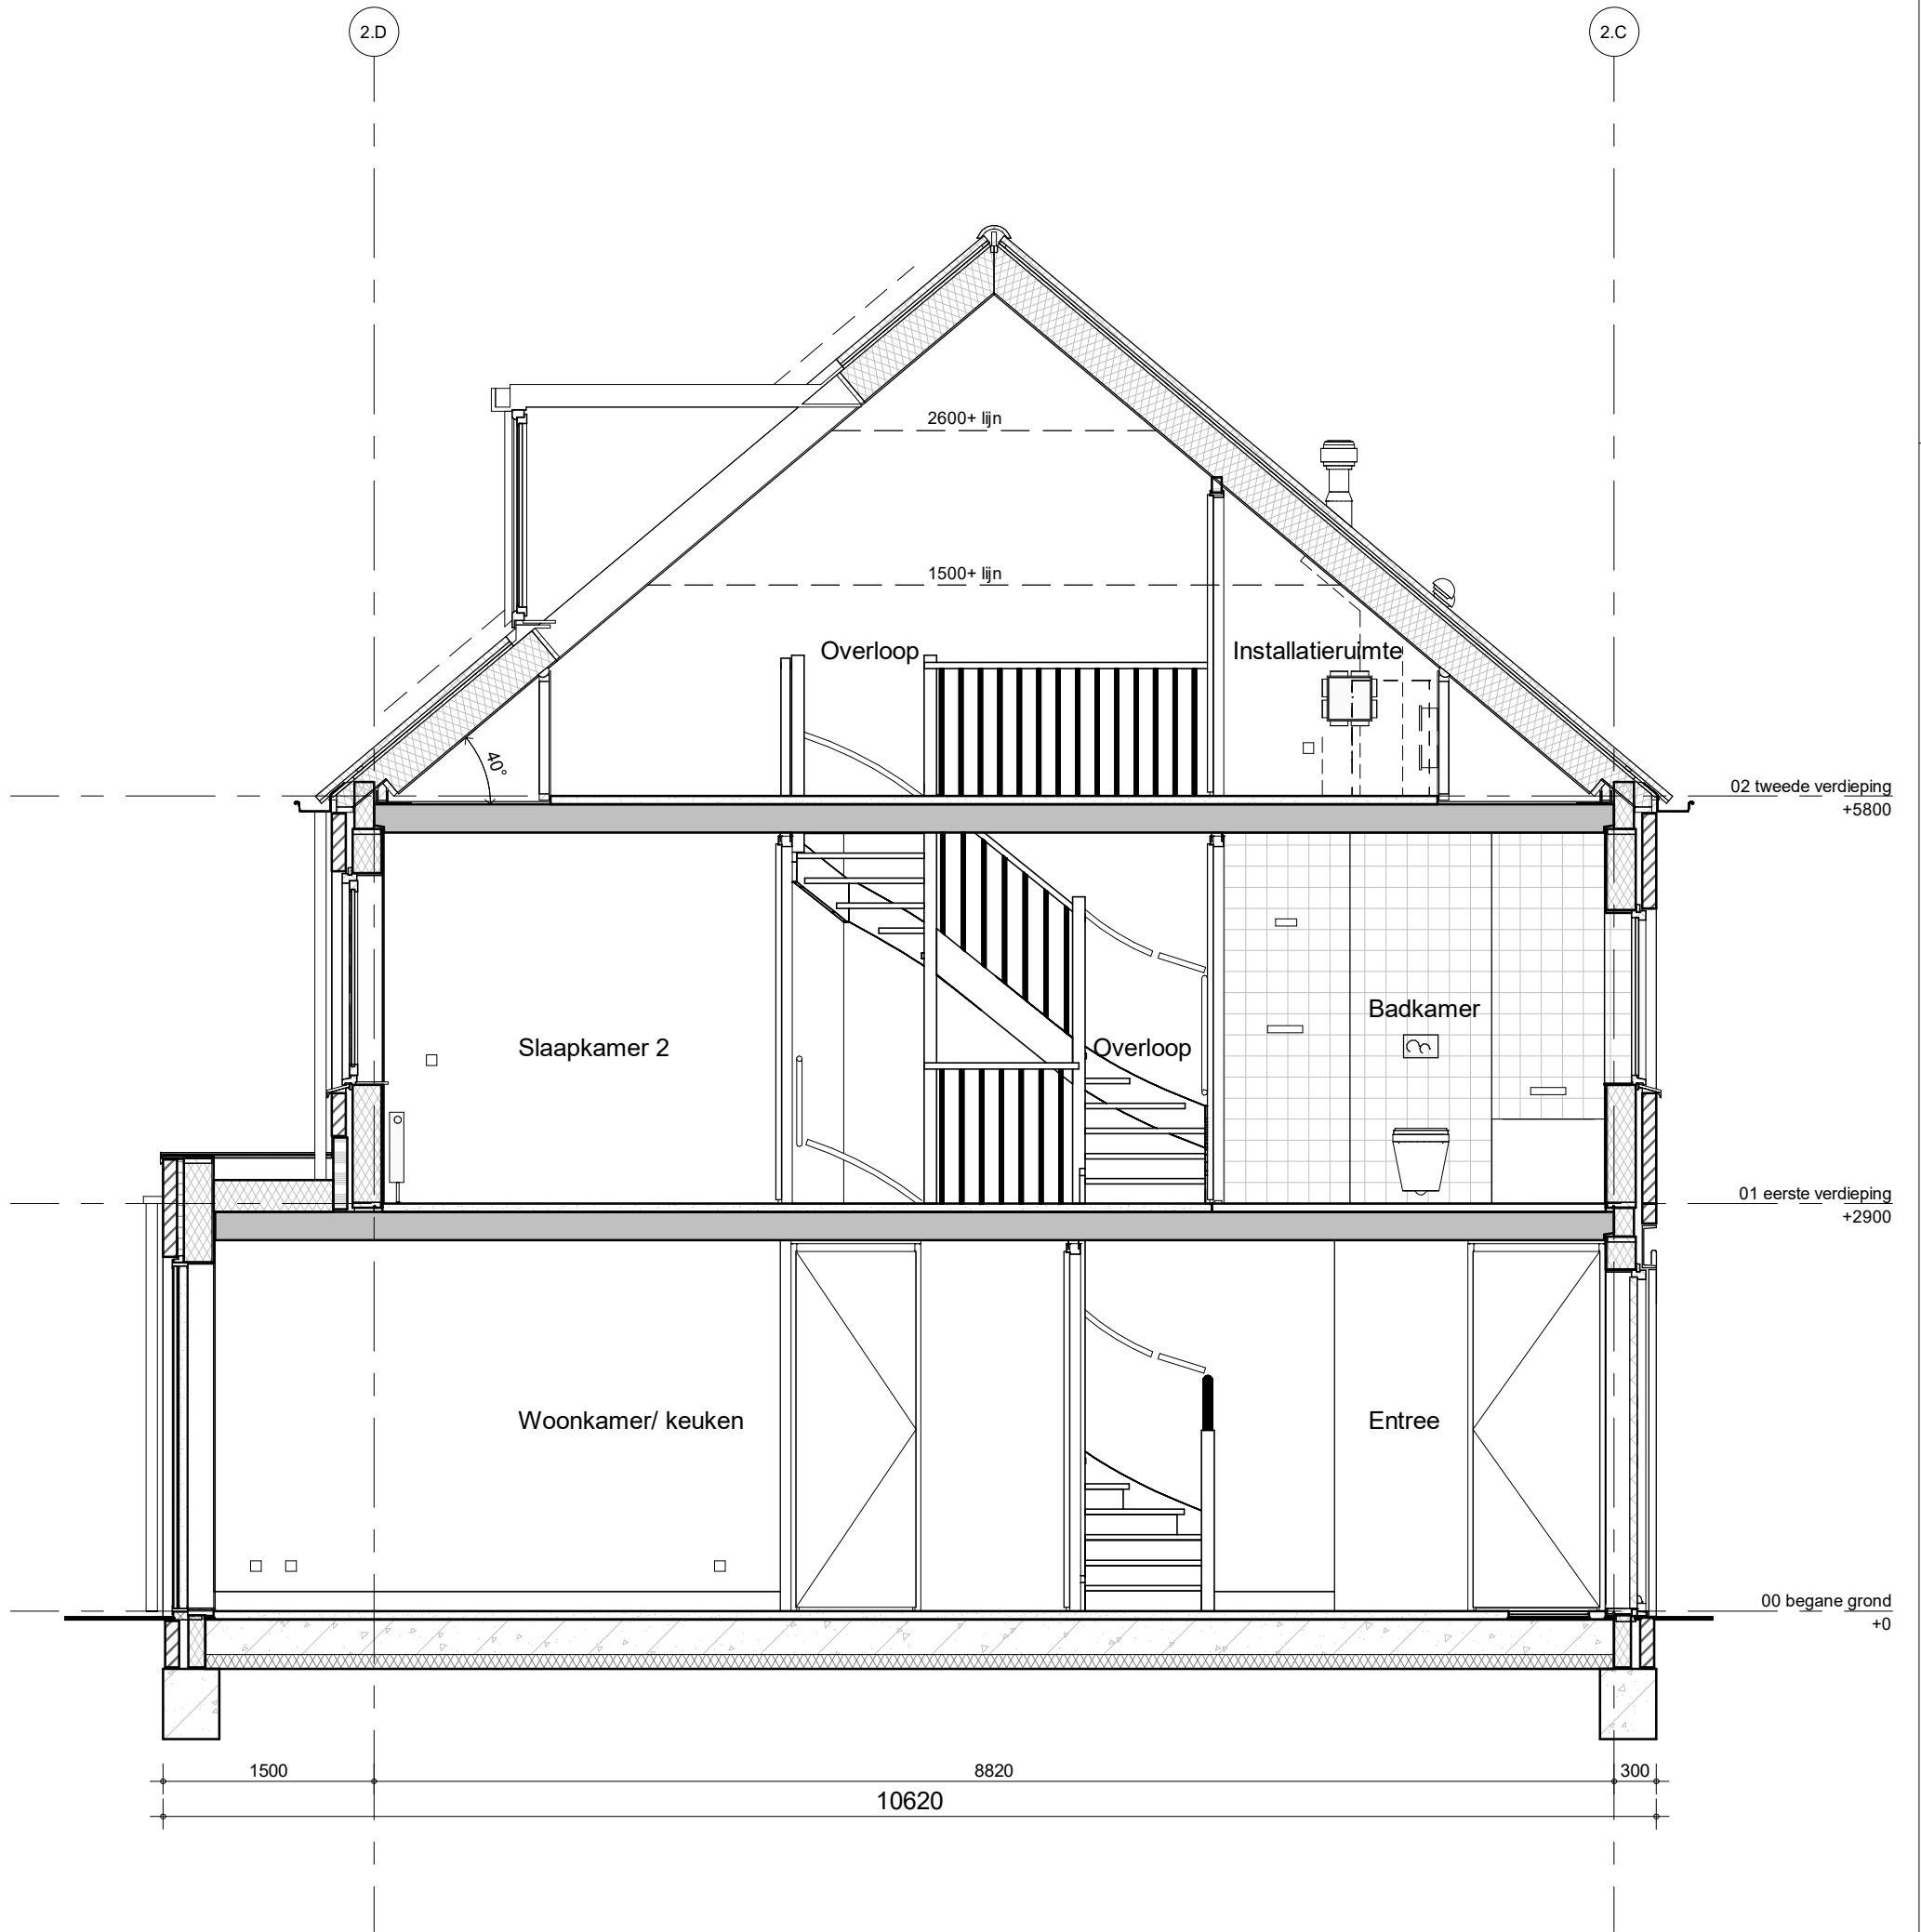 2.D
2.C
2600+ lijn
1500+ lijn
Overloop
Installatieruimte
40°
02 tweede verdieping
+5800
Badkamer
Slaapkamer 2
Overloop
01 eerste verdieping
+2900
Woonkamer/ keuken
Entree
00 begane grond
+0
1500
8820
300
10620